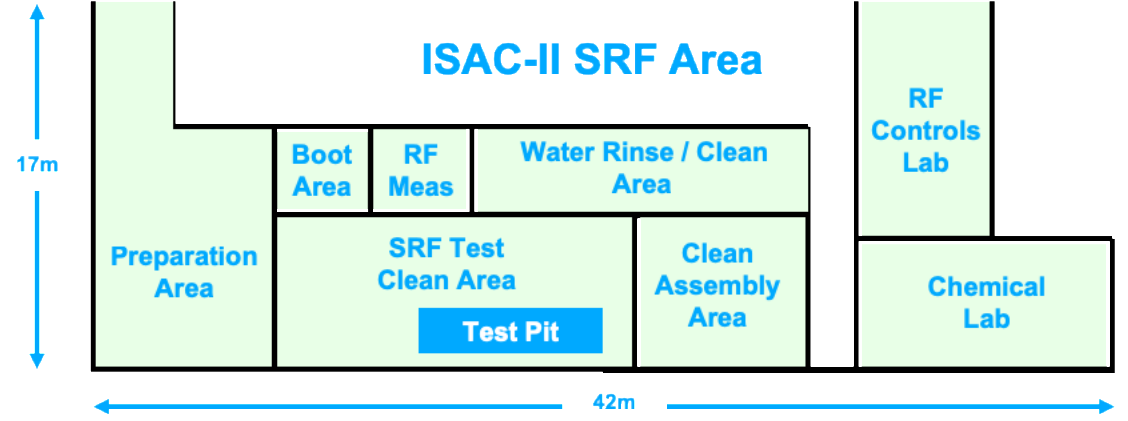 ISAC-II SRF Area
17m
RF
Controls
Lab
Boot
Area
RF
Meas
Water Rinse / Clean
Area
Preparation
Area
SRF Test
Clean Area
Test Pit
Clean
Assembly
Area
Chemical
Lab
42m